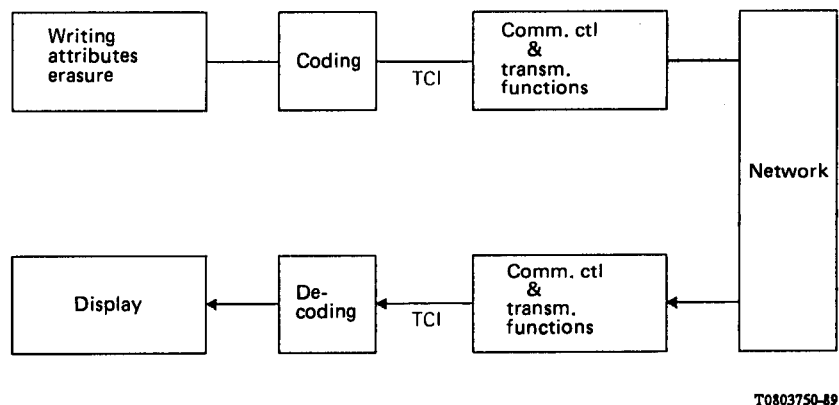 Writing
attributes
erasure
Coding
TCI
Comm. ctl
&
transm.
functions
Network
Display
De-
coding
TCI
Comm. ctl
&
transm.
functions
T0803750-89